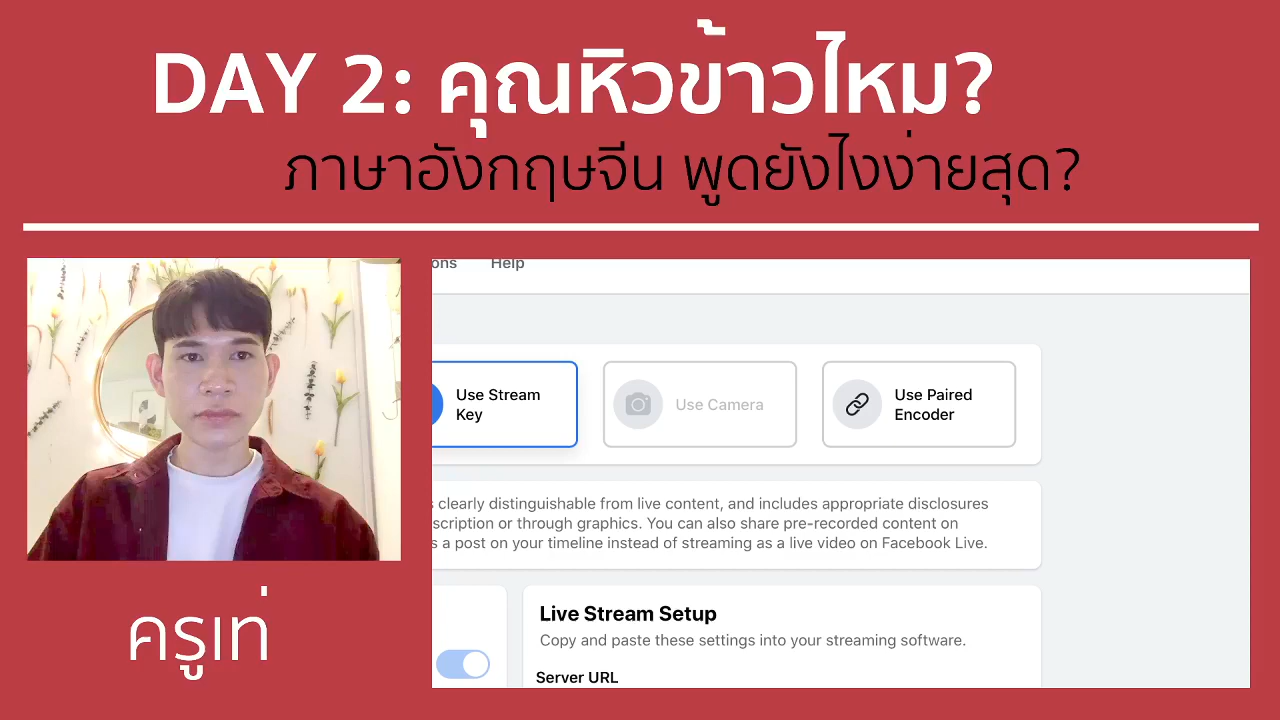 DAY 2: คุณหิวข้าวไหม?
ภาษาอังกฤษจีน พูดยังไงง่ายสุด?
ons Help
Use Stream
Key
Use Camera
Use Paired
Encoder
s clearly distinguishable from live content, and includes appropriate disclosures
scription or through graphics. You can also share pre-recorded content on
s a post on your timeline instead of streaming as a live video on Facebook Live.
Live Stream Setup
Copy and paste these settings into your streaming software.
Server URL
ครูเท่